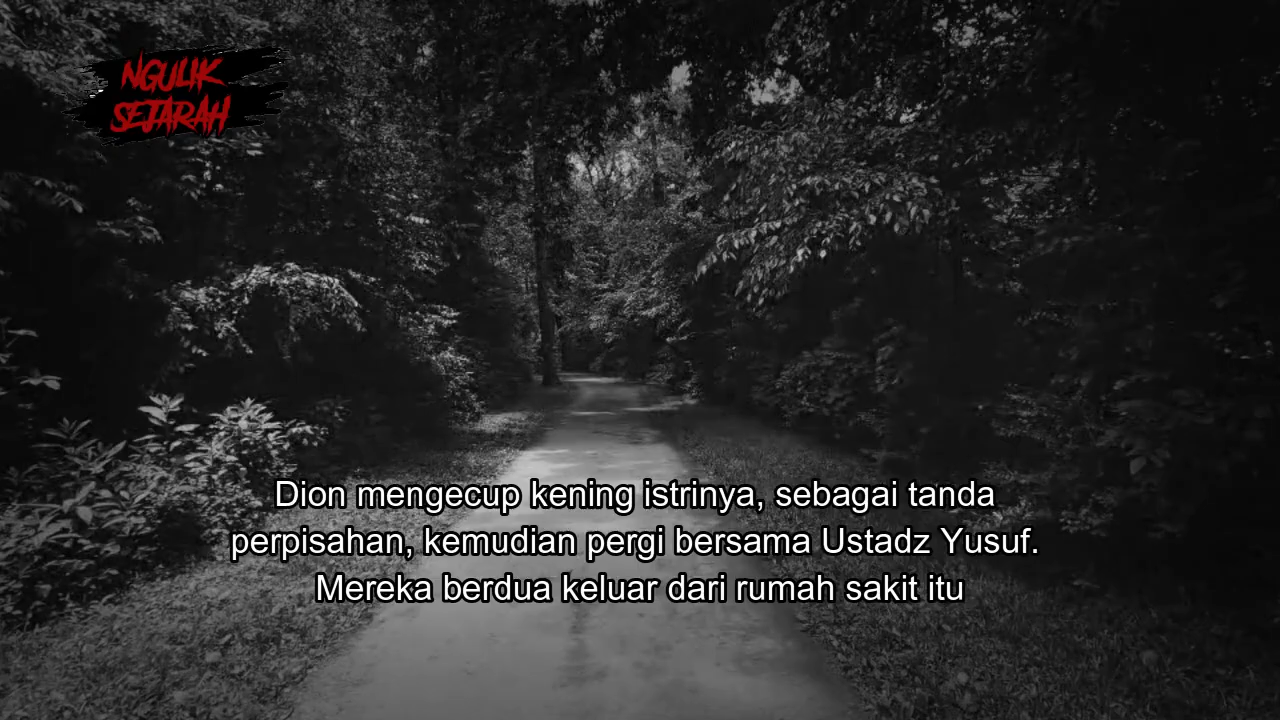 NGULIK
SEJARAH
Dion mengecup kening istrinya, sebagai tanda
perpisahan, kemudian pergi bersama Ustadz Yusuf.
Mereka berdua keluar dari rumah sakit itu